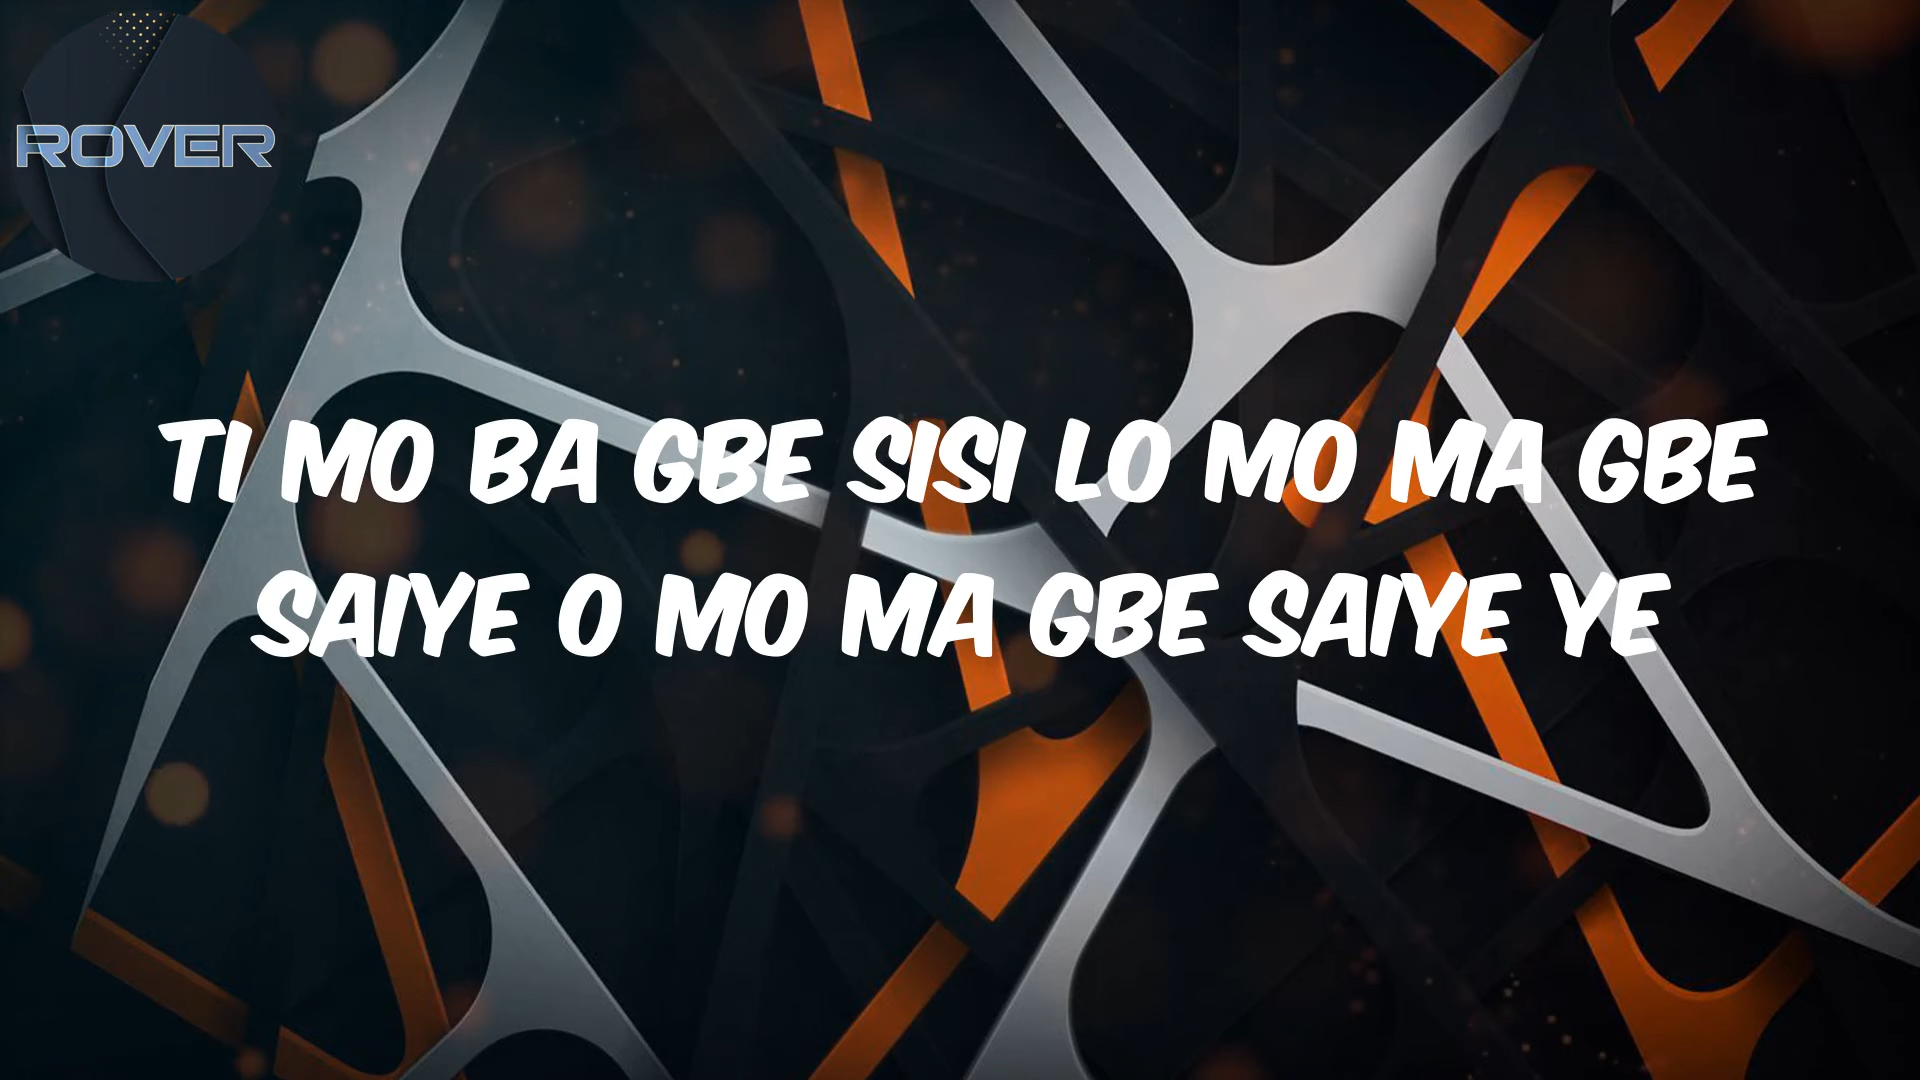 ROVER
TI MO BA GBE SISI LO MO MA GBE
SAIYE O MO MA GBE SAIYE YE